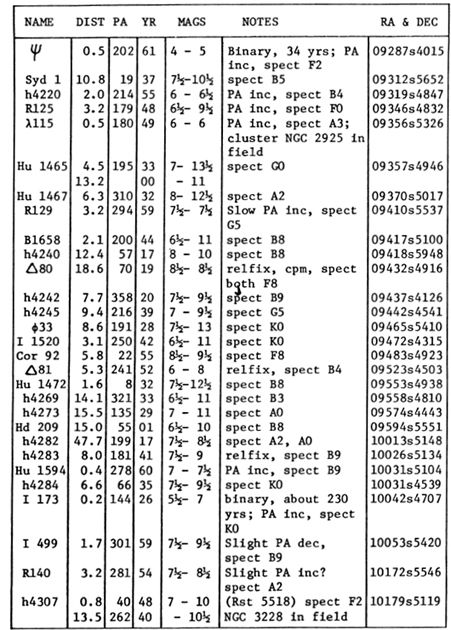 NAME DIST PA YR MAGS NOTES RA & DEC
ψ 0.5 202 61 4 - 5 Binary, 34 yrs; PA 09287s4015
inc, spect F2
Syd 1 10.8 19 37 7½-10½ spect B5 09312s5652
h4220 2.0 214 55 6 - 6½ PA inc, spect B4 09319s4847
R125 3.2 179 48 6½- 9½ PA inc, spect F0 09346s4832
λ115 0.5 180 49 6 - 6 PA inc, spect A3; 09356s5326
cluster NGC 2925 in
field
Hu 1465 4.5 195 33 7- 13½ spect G0 09357s4946
13.2 00 - 11
Hu 1467 6.3 310 32 8- 12½ spect A2 09370s5017
R129 3.2 294 59 7½- 7½ Slow PA inc, spect 09410s5537
G5
B1658 2.1 200 44 6½- 11 spect B8 09417s5100
h4240 12.4 57 17 8 - 10 spect B8 09418s5948
Δ80 18.6 70 19 8½- 8½ relfix, cpm, spect 09432s4916
both F8
h4242 7.7 358 20 7½- 9½ spect B9 09437s4126
h4245 9.4 216 39 7 - 9½ spect G5 09442s4541
φ33 8.6 191 28 7½- 13 spect K0 09465s5410
I 1520 3.1 250 42 6½- 11 spect K0 09472s4315
Cor 92 5.8 22 55 8½- 9½ spect F8 09483s4923
Δ81 5.3 241 52 6 - 8 relfix, spect B4 09523s4503
Hu 1472 1.6 8 32 7½-12½ spect B8 09553s4938
h4269 14.1 321 33 6½- 11 spect B3 09558s4810
h4273 15.5 135 29 7 - 11 spect A0 09574s4443
Hd 209 15.0 55 01 6½- 10 spect B8 09594s5551
h4282 47.7 199 17 7½- 8½ spect A2, A0 10013s5148
h4283 8.0 181 41 7½- 9 relfix, spect B9 10026s5134
Hu 1594 0.4 278 60 7 - 7½ PA inc, spect B9 10031s5104
h4284 6.6 66 35 7½- 9½ spect K0 10031s4539
I 173 0.2 144 26 5½- 7 binary, about 230 10042s4707
yrs; PA inc, spect
K0
I 499 1.7 301 59 7½- 9½ Slight PA dec, 10053s5420
spect B9
R140 3.2 281 54 7½- 8½ Slight PA inc? 10172s5546
spect A2
h4307 0.8 40 48 7 - 10 (Rst 5518) spect F2 10179s5119
13.5 262 40 - 10½ NGC 3228 in field